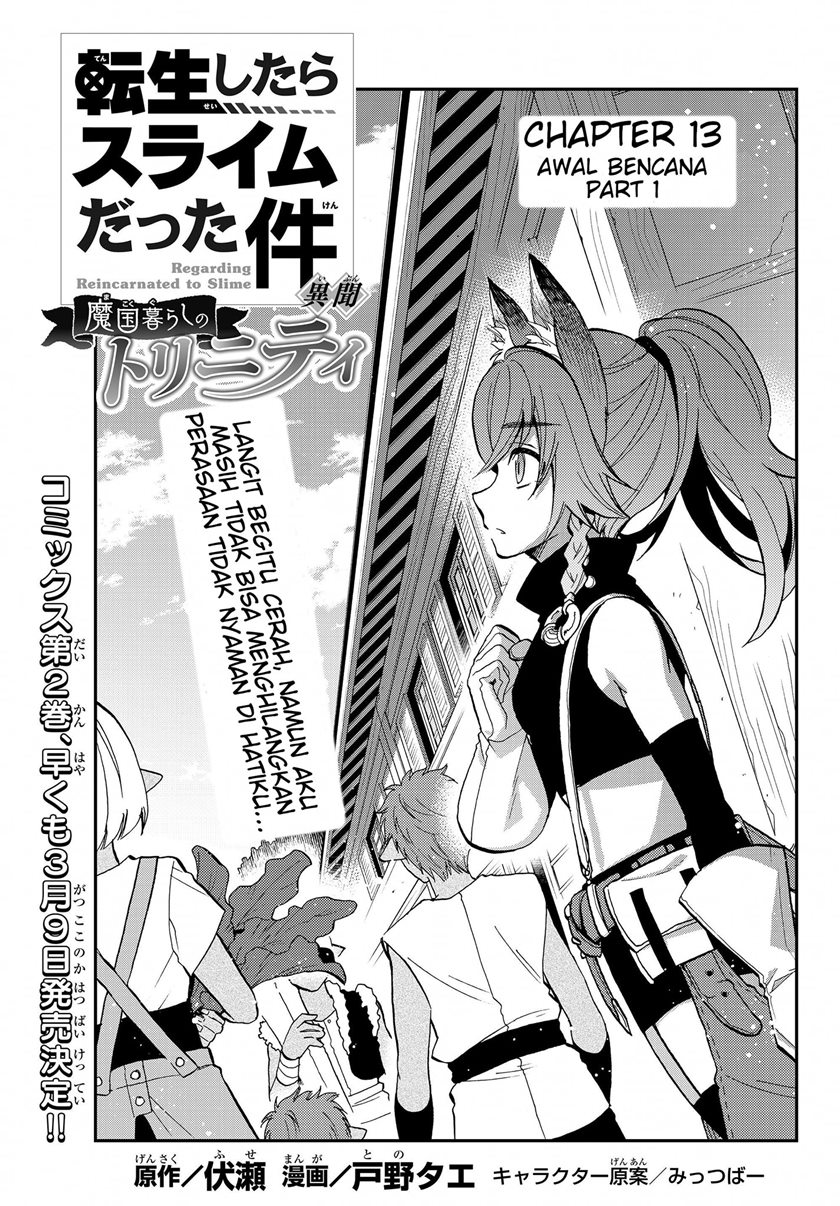 転生したら
スライム
だった件
Regarding
Reincarnated to Slime
異聞
魔国暮らしの
トリニティ
CHAPTER 13
AWAL BENCANA
PART 1
LANGIT BEGITU CERAH, NAMUN AKU
MASIH TIDAK BISA MENGHILANGKAN
PERASAAN TIDAK NYAMAN DI HATIKU...
コミックス第2巻、早くも3月9日発売決定!!
原作/伏瀬 漫画/戸野タエ キャラクター原案/みっつばー